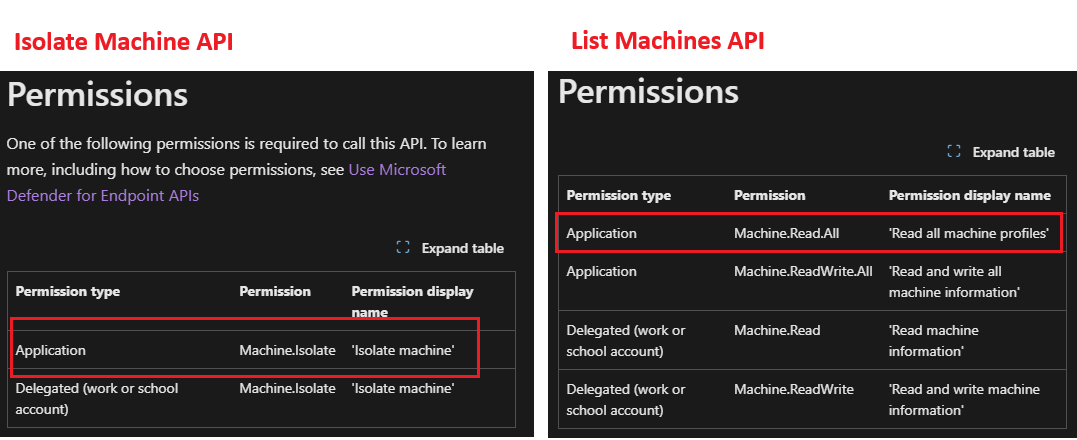 Isolate Machine API
Permissions
One of the following permissions is required to call this API. To learn
more, including how to choose permissions, see Use Microsoft
Defender for Endpoint APIs
Expand table
Permission type Permission Permission display
name
Application Machine.Isolate 'Isolate machine'
Delegated (work or school Machine.Isolate 'Isolate machine'
account)
List Machines API
Permissions
Expand table
Permission type Permission Permission display name
Application Machine.Read.All 'Read all machine profiles'
Application Machine.ReadWrite.All 'Read and write all
machine information'
Delegated (work or Machine.Read 'Read machine
school account) information'
Delegated (work or Machine.ReadWrite 'Read and write machine
school account) information'